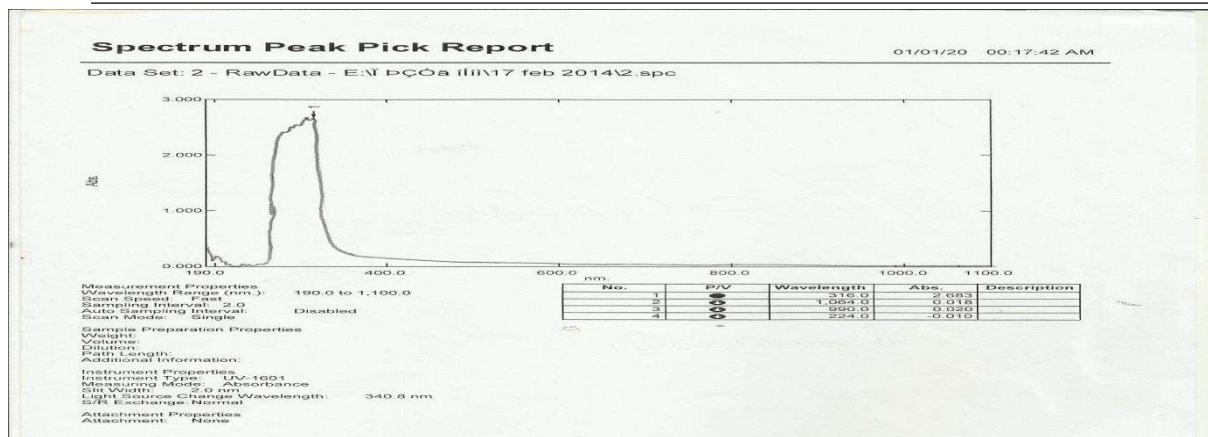 Spectrum Peak Pick Report
01/01/20 00:17:42 AM
Data Set: 2 - RawData - E:\Ï ÞÇÓã íÏíì\17 feb 2014\2.spc
3.000
2.000
1.000
0.000
Abs.
190.0 400.0 600.0 800.0 1000.0 1100.0
nm.
Measurement Properties
Wavelength Range (nm.): 190.0 to 1,100.0
Scan Speed: Fast
Sampling Interval: 2.0
Auto Sampling Interval: Disabled
Scan Mode: Single
No. P/V Wavelength Abs. Description
1 316.0 2.683
2 1,064.0 0.018
3 990.0 0.020
4 224.0 -0.010
Sample Preparation Properties
Weight:
Volume:
Dilution:
Path Length:
Additional Information:
Instrument Properties
Instrument Type: UV-1601
Measuring Mode: Absorbance
Slit Width: 2.0 nm
Light Source Change Wavelength: 340.8 nm
S/R Exchange: Normal
Attachment Properties
Attachment: None